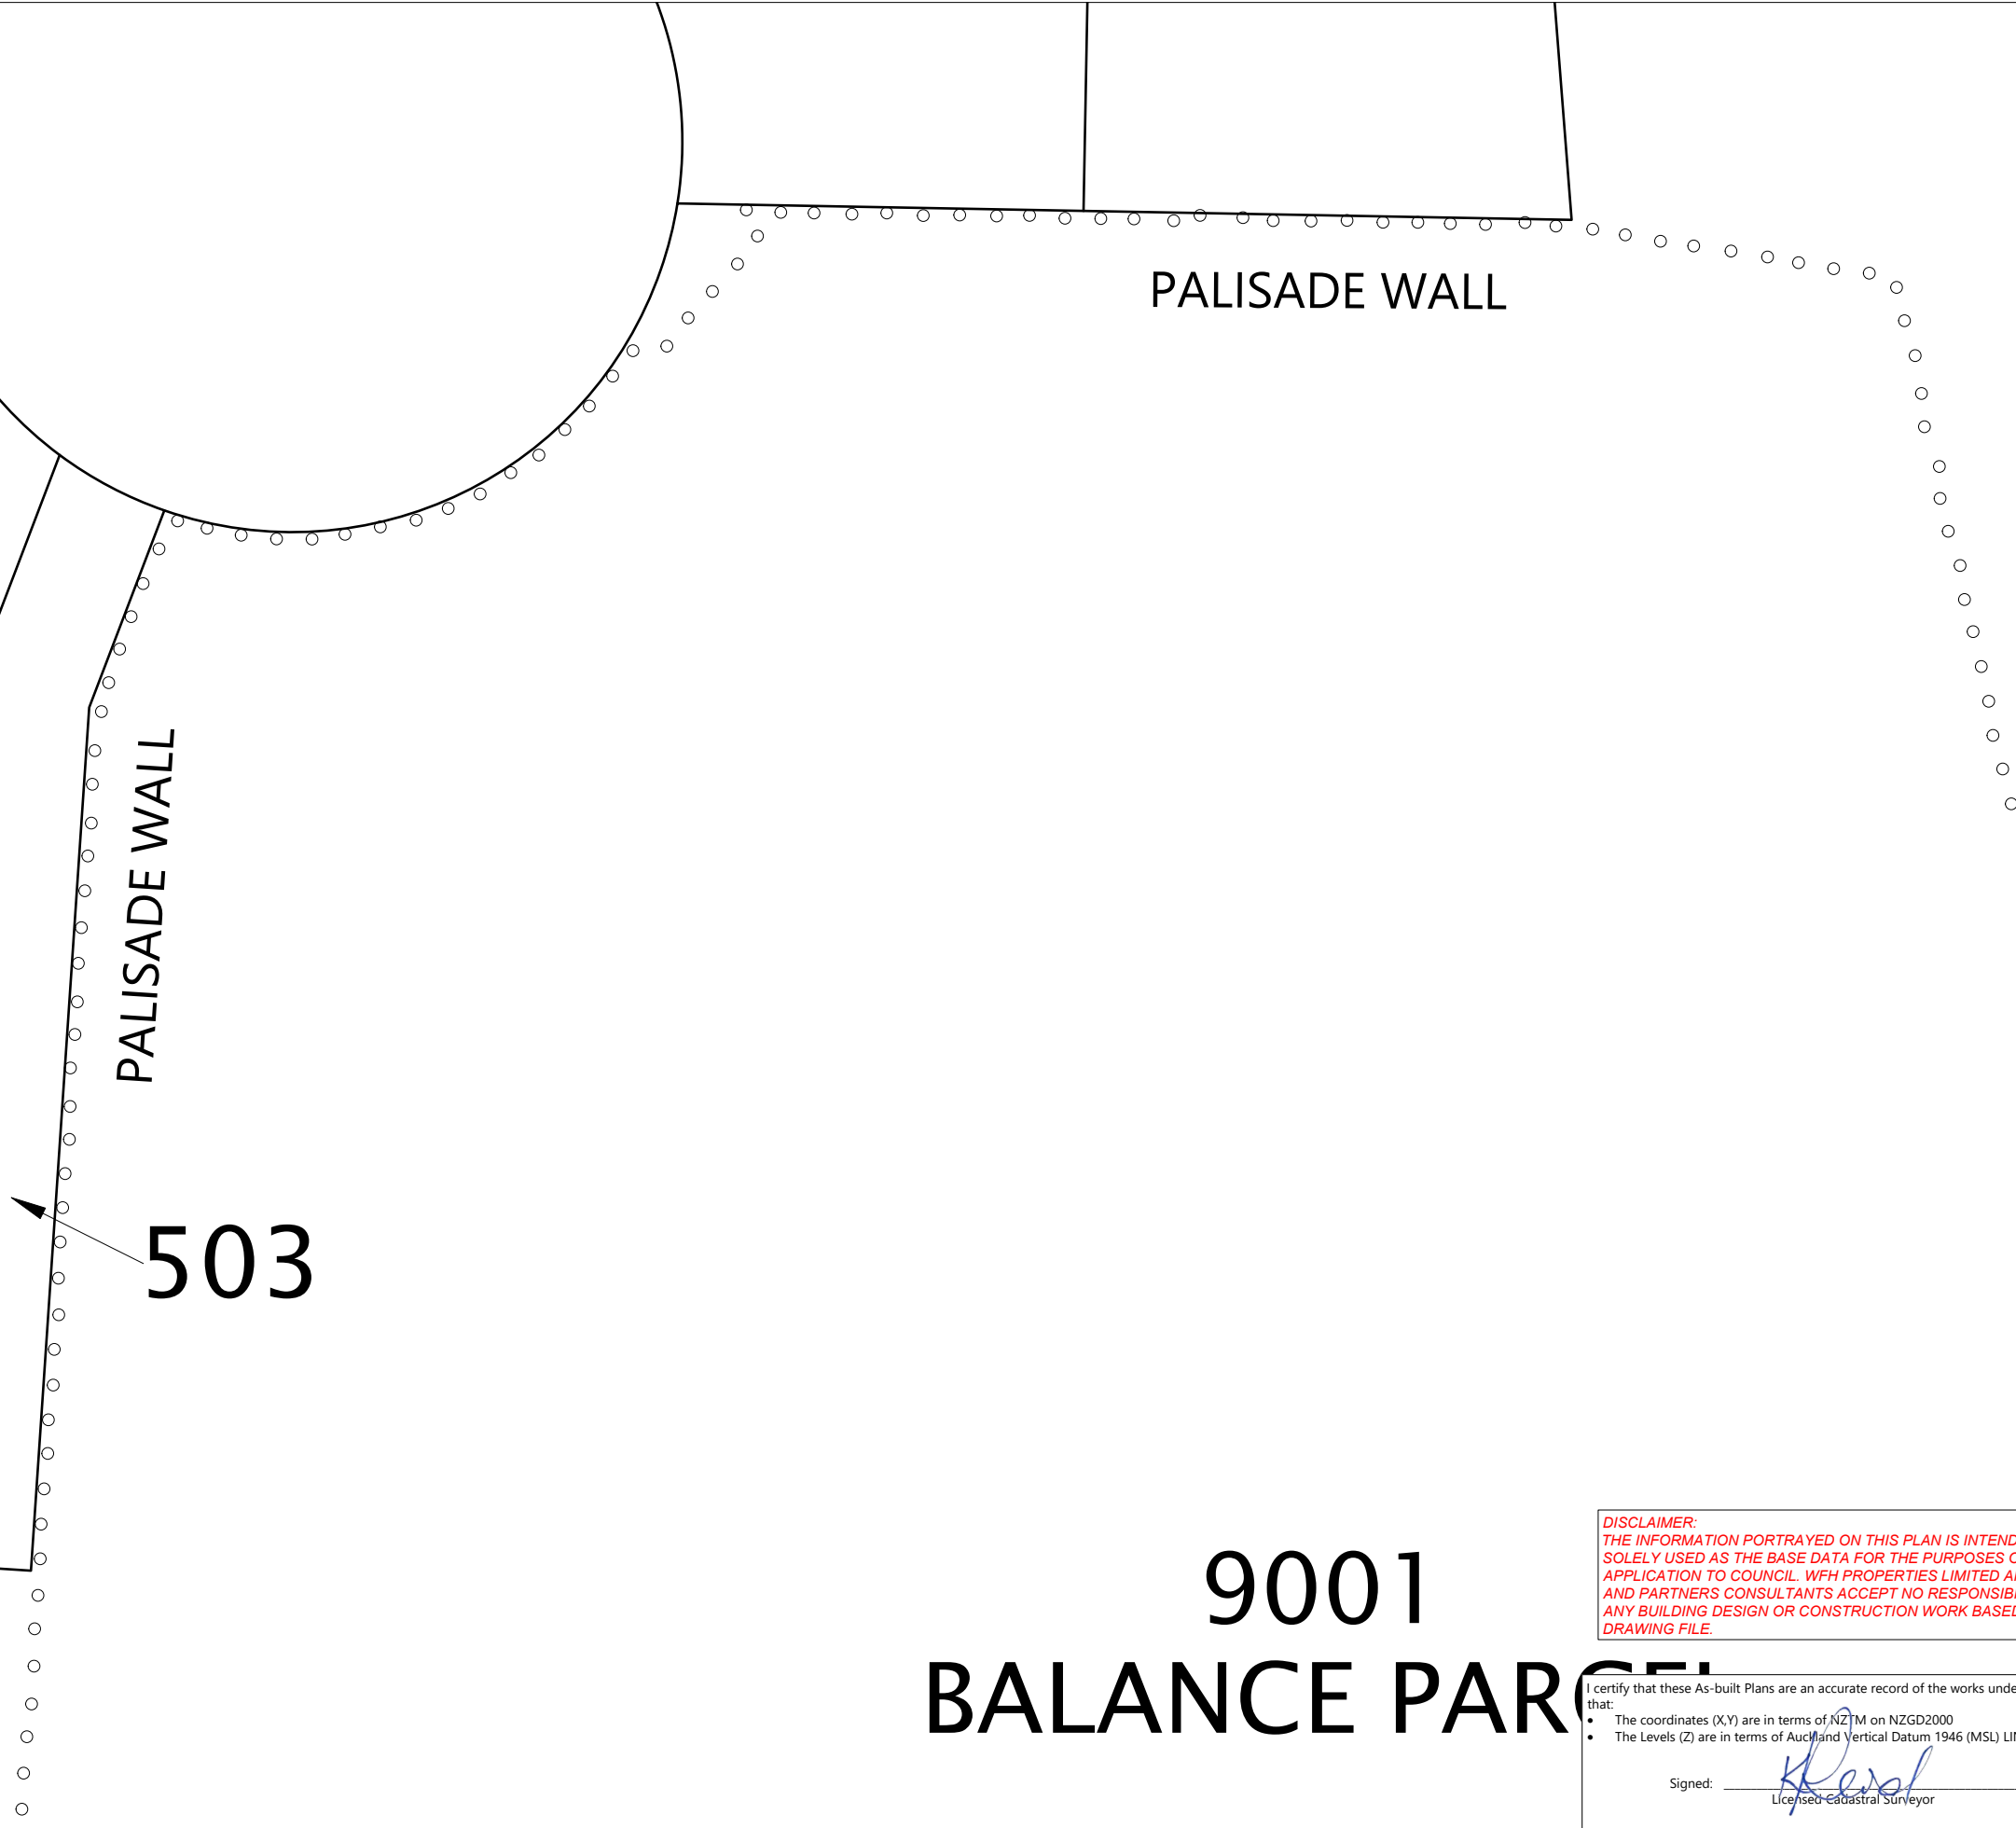 PALISADE WALL
PALISADE WALL
503
9001
BALANCE PARCEL
DISCLAIMER:
THE INFORMATION PORTRAYED ON THIS PLAN IS INTEND
SOLELY USED AS THE BASE DATA FOR THE PURPOSES
APPLICATION TO COUNCIL. WFH PROPERTIES LIMITED
AND PARTNERS CONSULTANTS ACCEPT NO RESPONSIB
ANY BUILDING DESIGN OR CONSTRUCTION WORK BASE
DRAWING FILE.
I certify that these As-built Plans are an accurate record of the works unde
that:
• The coordinates (X,Y) are in terms of NZTM on NZGD2000
• The Levels (Z) are in terms of Auckland Vertical Datum 1946 (MSL)
Signed:
Licensed Cadastral Surveyor